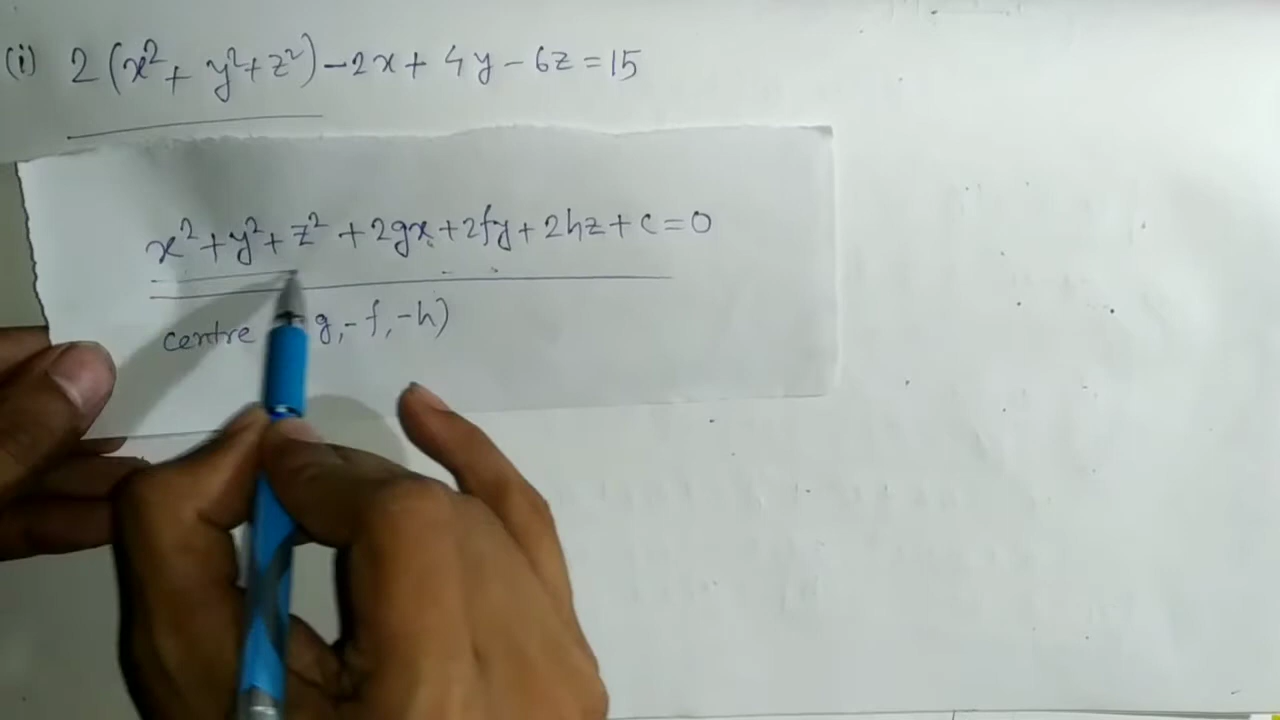 (i) 2(x²+y²+z²)-2x+4y-6z=15
x²+y²+z²+2gx+2fy+2hz+c=0
centre g,-f,-h)